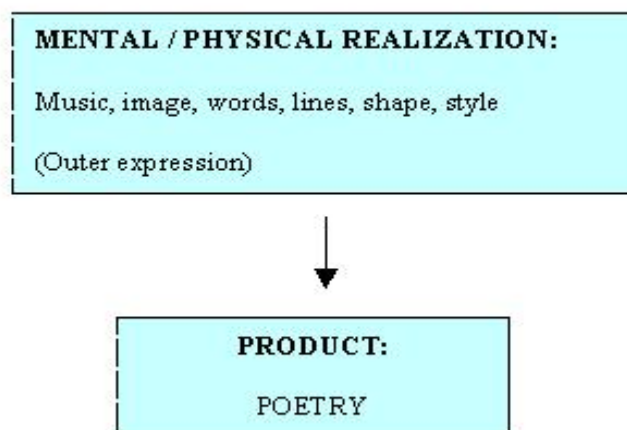 MENTAL / PHYSICAL REALIZATION:
Music, image, words, lines, shape, style
(Outer expression)
PRODUCT:
POETRY